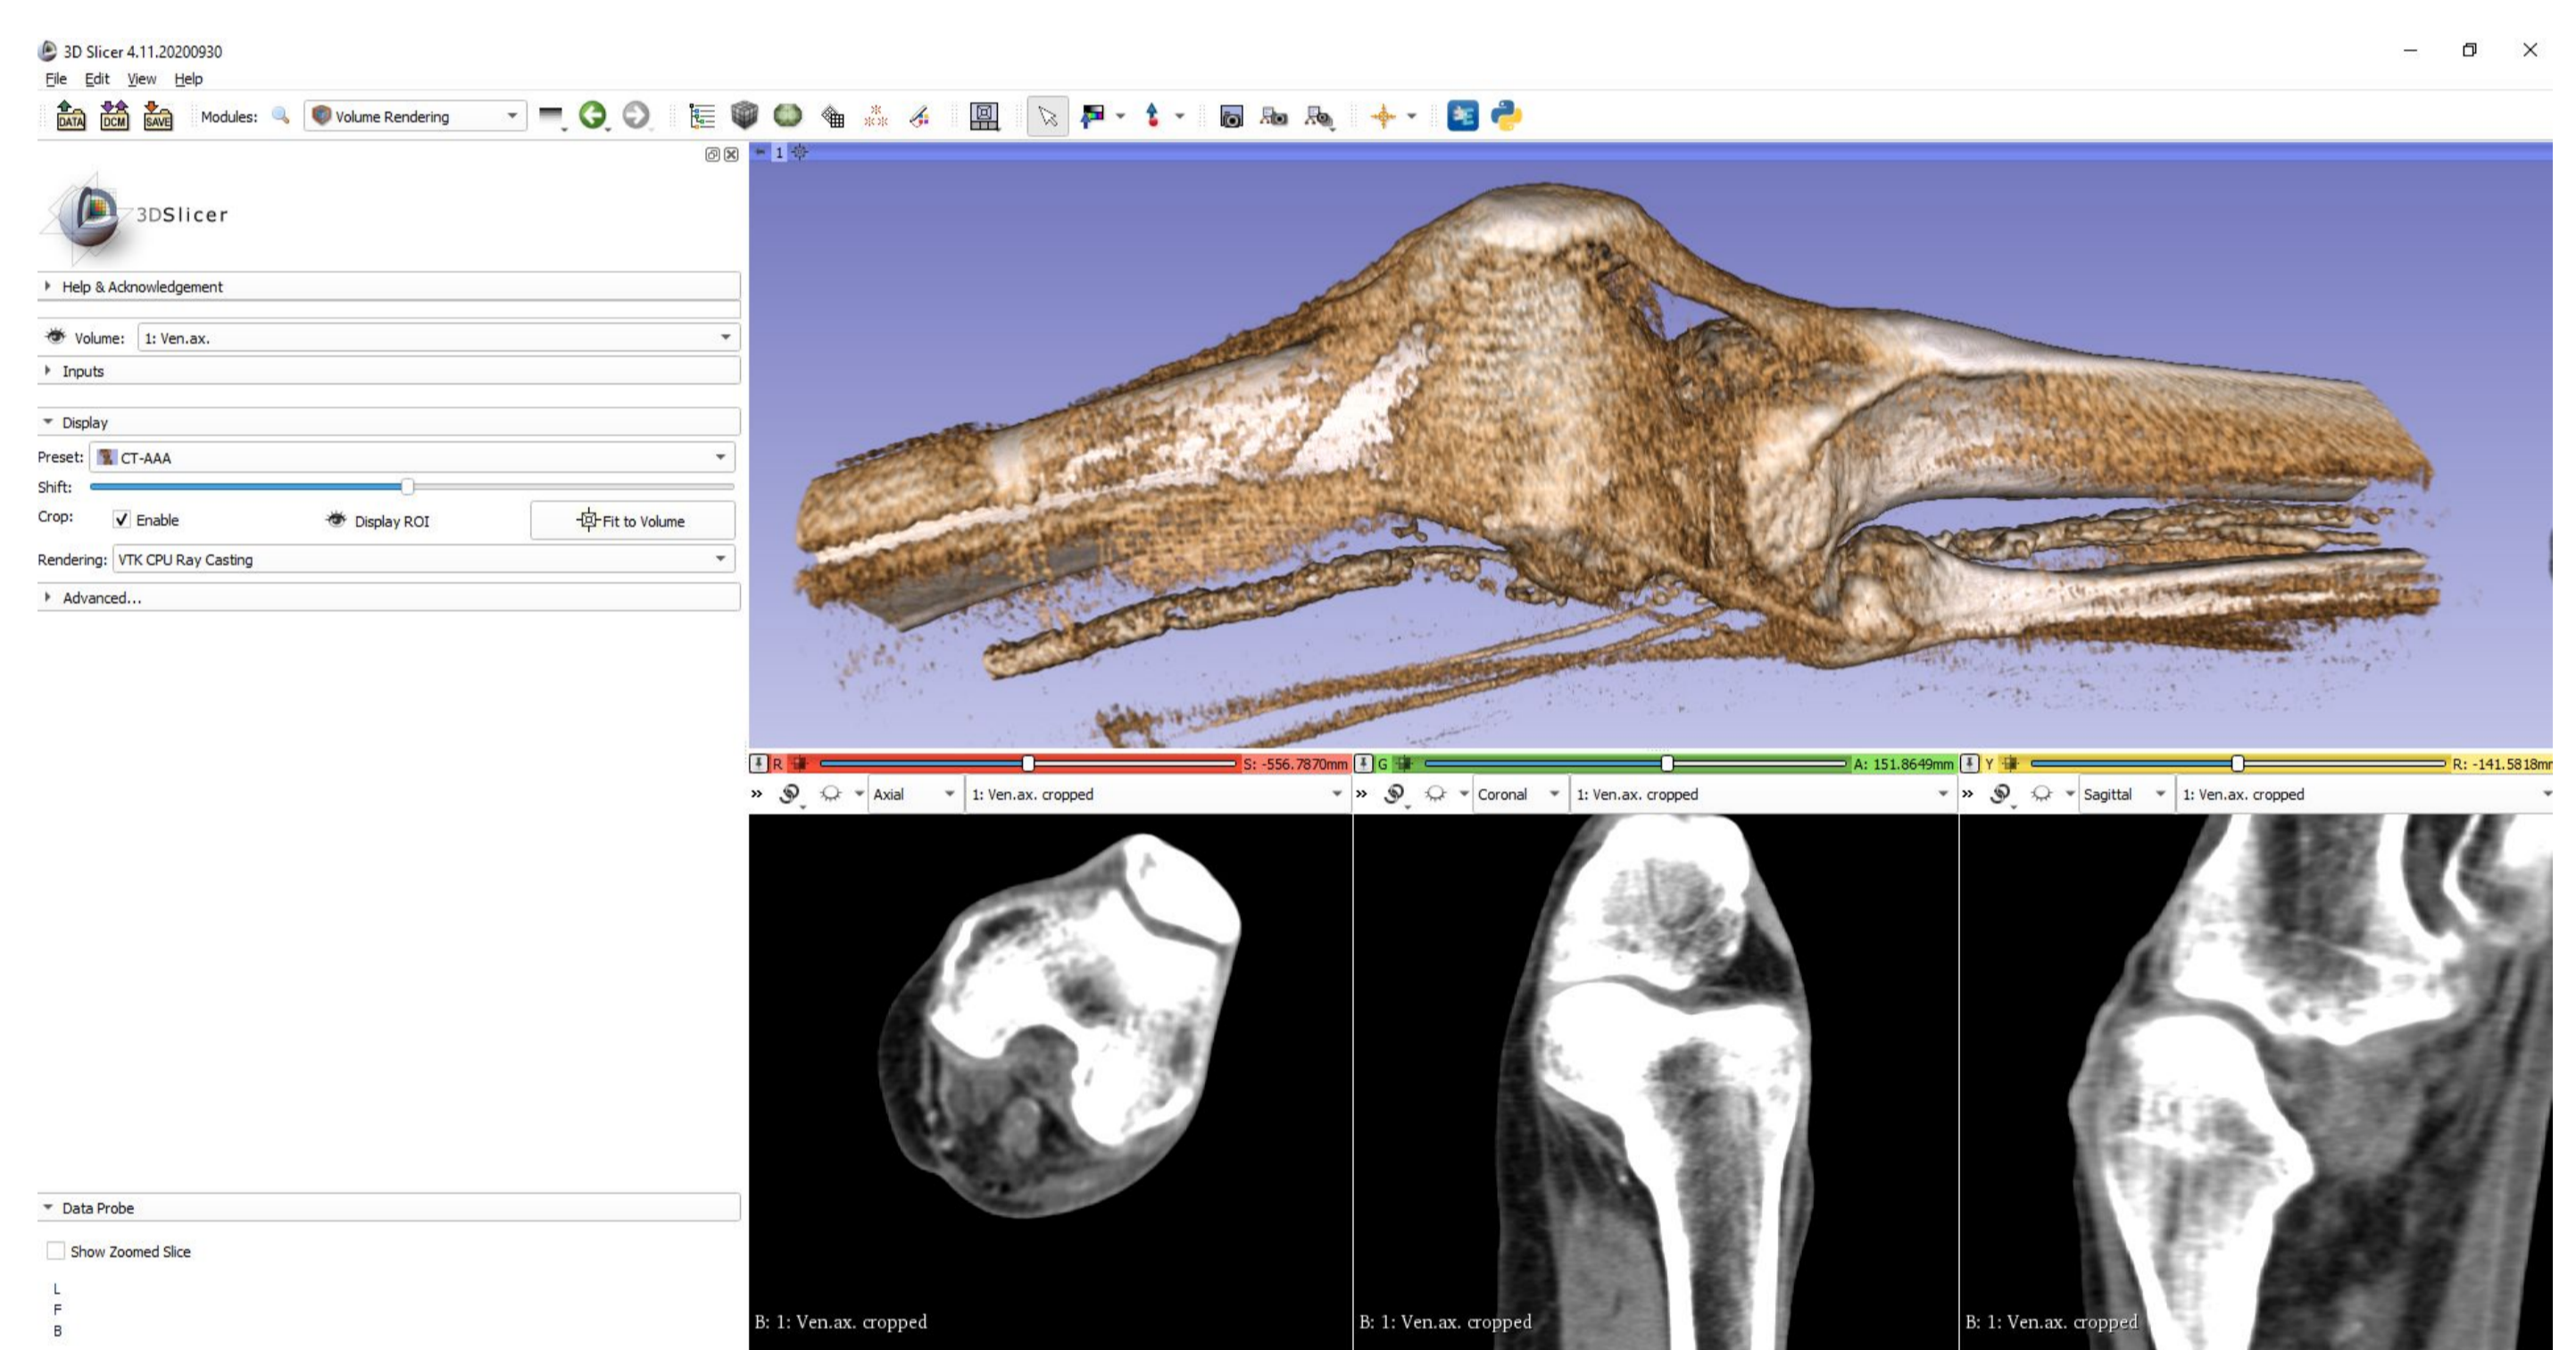 3D Slicer 4.11.20200930
File Edit View Help
DATA DCM SAVE Modules: Volume Rendering
3DSlicer
Help & Acknowledgement
Volume: 1: Ven.ax.
Inputs
Display
Preset: CT-AAA
Shift:
Crop: Enable Display ROI Fit to Volume
Rendering: VTK CPU Ray Casting
Advanced...
Data Probe
Show Zoomed Slice
L
F
B
1
R S: -556.7870mm
Axial 1: Ven.ax. cropped
B: 1: Ven.ax. cropped
G A: 151.8649mm
Coronal 1: Ven.ax. cropped
B: 1: Ven.ax. cropped
Y R: -141.5818mm
Sagittal 1: Ven.ax. cropped
B: 1: Ven.ax. cropped